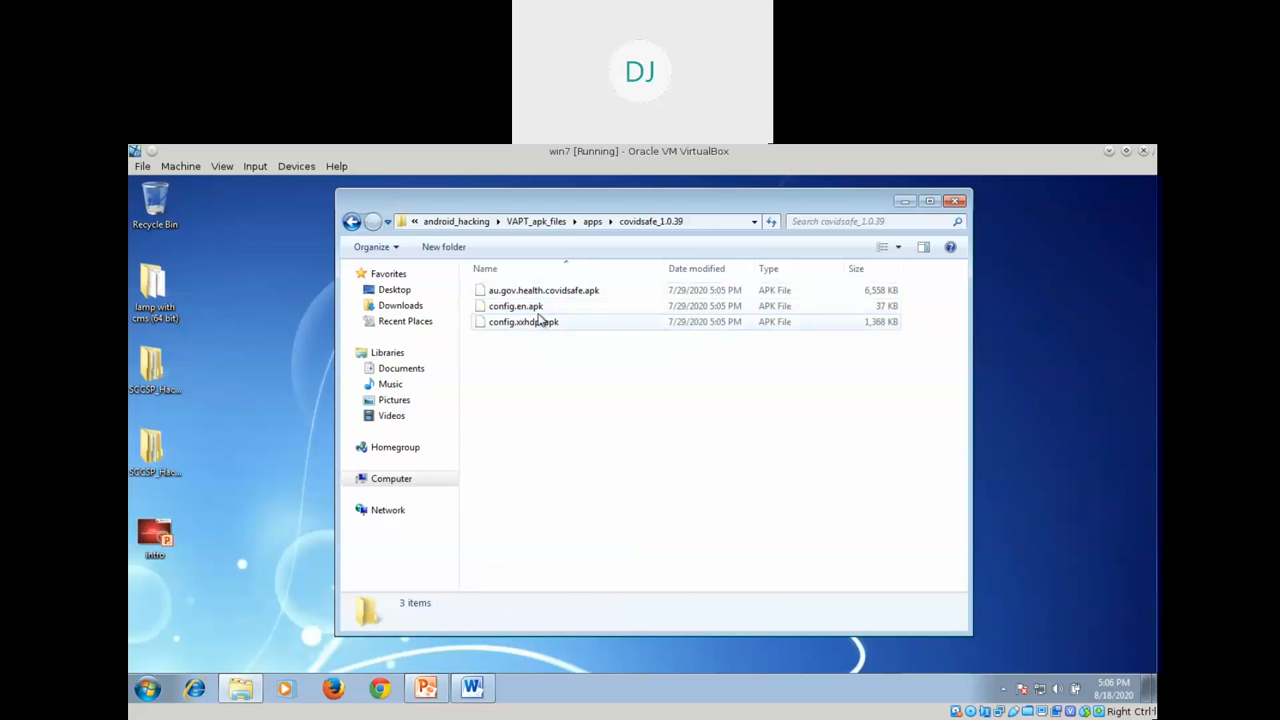 DJ
win7 [Running] - Oracle VM VirtualBox
File Machine View Input Devices Help
Recycle Bin
lamp with
cms (64 bit)
SCCSP_Hac...
SCCSP_Hac...
intro
« android_hacking VAPT_apk_files apps covidsafe_1.0.39
Search covidsafe_1.0.39
Organize New folder
Favorites
Desktop
Downloads
Recent Places
Libraries
Documents
Music
Pictures
Videos
Homegroup
Computer
Network
Name Date modified Type Size
au.gov.health.covidsafe.apk 7/29/2020 5:05 PM APK File 6,558 KB
config.en.apk 7/29/2020 5:05 PM APK File 37 KB
config.xxhdpi.apk 7/29/2020 5:05 PM APK File 1,368 KB
3 items
5:06 PM
8/18/2020
Right Ctrl